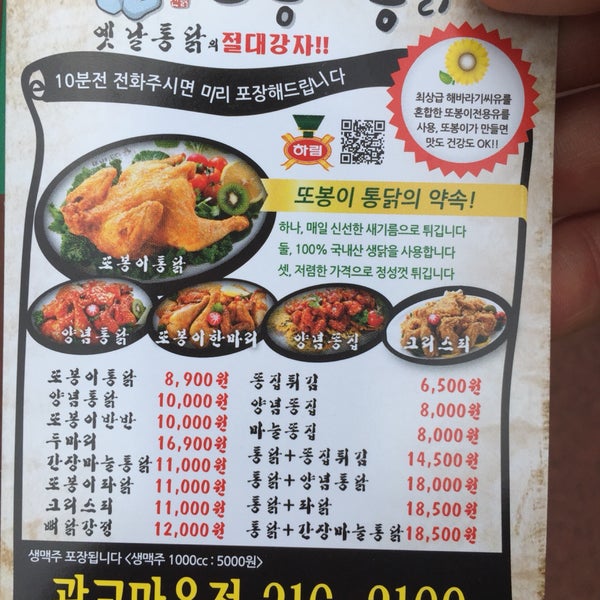 옛날통닭의 절대강자!!
10분전 전화주시면 미리 포장해드립니다
최상급 해바라기씨유를
혼합한 또봉이전용유를
사용, 또봉이가 만들면
맛도 건강도 OK!!
하림
또봉이 통닭의 약속!
하나, 매일 신선한 새기름으로 튀깁니다
둘, 100% 국내산 생닭을 사용합니다
셋, 저렴한 가격으로 정성껏 튀깁니다
또봉이통닭
양념통닭
또봉이한마리
양념똥집
그리스리
또봉이통닭 8,900원
양념통닭 10,000원
또봉이반반 10,000원
두마리 16,900원
간장마늘통닭 11,000원
또봉이와닭 11,000원
그리스리 11,000원
뼈닭강정 12,000원
똥집튀김 6,500원
양념똥집 8,000원
마늘똥집 8,000원
통닭+똥집튀김 14,500원
통닭+양념통닭 18,000원
통닭+와닭 18,500원
통닭+간장마늘통닭 18,500원
생맥주 포장됩니다 <생맥주 1000cc : 5000원>